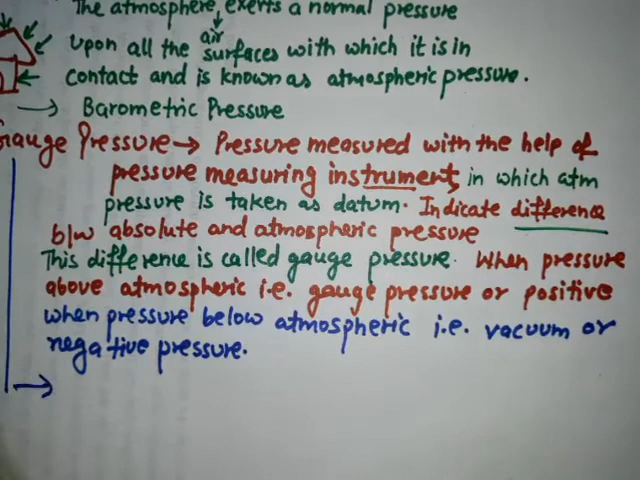 The atmosphere exerts a normal pressure
air
upon all the surfaces with which it is in
contact and is known as atmospheric pressure.
→ Barometric Pressure
Gauge Pressure → Pressure measured with the help of
pressure measuring instrument, in which atm
pressure is taken as datum. Indicate difference
b/w absolute and atmospheric pressure
This difference is called gauge pressure. When pressure
above atmospheric i.e. gauge pressure or positive
when pressure below atmospheric i.e. vacuum or
negative pressure.